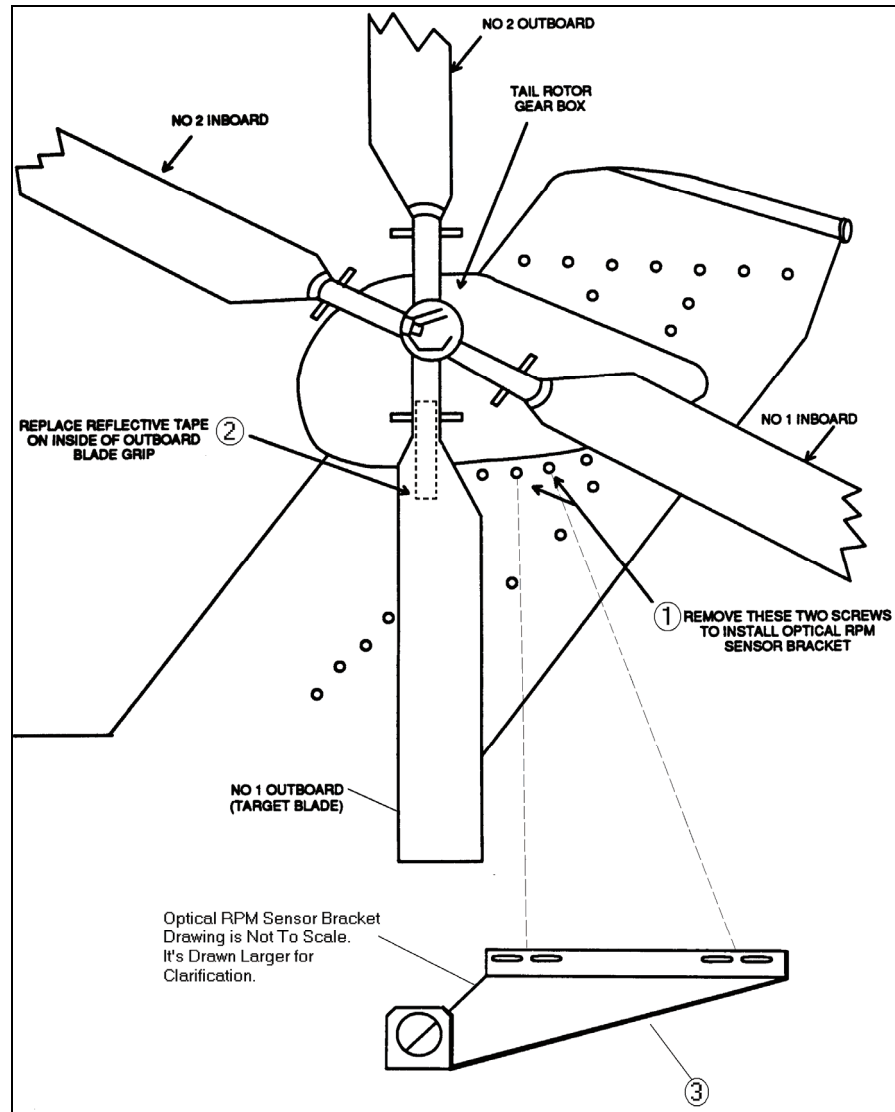 NO 2 OUTBOARD
TAIL ROTOR
GEAR BOX
NO 2 INBOARD
NO 1 INBOARD
REPLACE REFLECTIVE TAPE
ON INSIDE OF OUTBOARD
BLADE GRIP
2
1
REMOVE THESE TWO SCREWS
TO INSTALL OPTICAL RPM
SENSOR BRACKET
NO 1 OUTBOARD
(TARGET BLADE)
Optical RPM Sensor Bracket
Drawing is Not To Scale.
It's Drawn Larger for
Clarification.
3